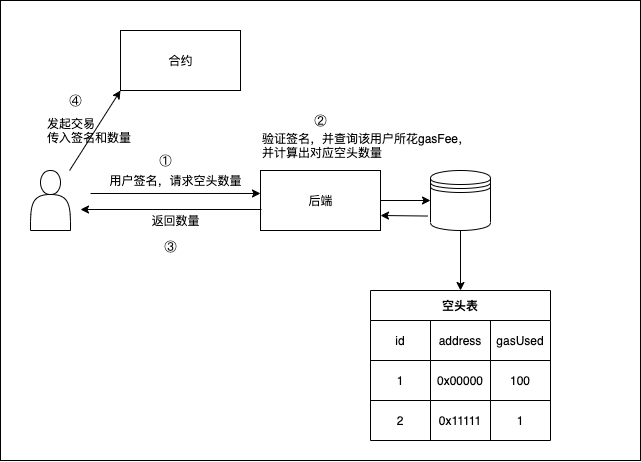 合约
④
发起交易
传入签名和数量
②
验证签名，并查询该用户所花gasFee，
并计算出对应空头数量
①
用户签名，请求空头数量
后端
返回数量
③
空头表
id address gasUsed
1 0x00000 100
2 0x11111 1